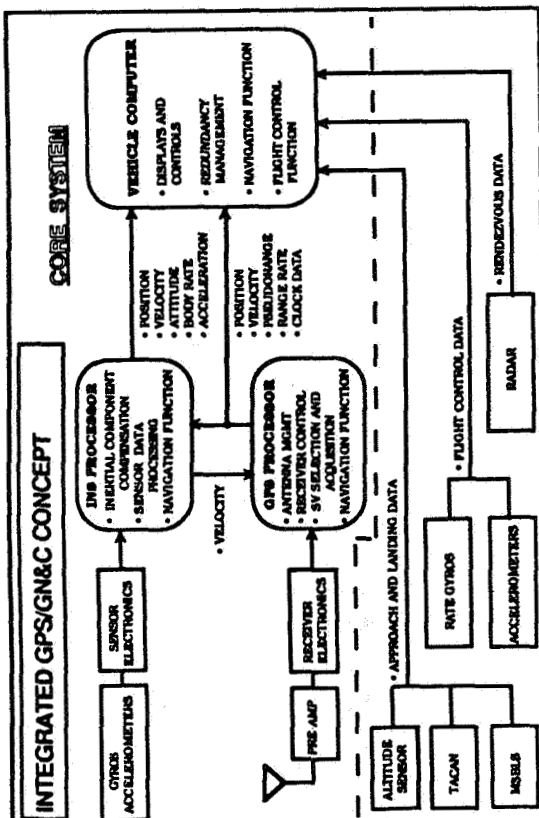 INTEGRATED GPS/GN&C CONCEPT
CORE SYSTEM
GYROS
ACCELEROMETERS
SENSOR
ELECTRONICS
INS PROCESSOR
• INERTIAL COMPONENT
COMPENSATION
• SENSOR DATA
PROCESSING
• NAVIGATION FUNCTION
• POSITION
• VELOCITY
• ATTITUDE
• BODY RATE
• ACCELERATION
VEHICLE COMPUTER
• DISPLAYS AND
CONTROLS
• REDUNDANCY
MANAGEMENT
• NAVIGATION FUNCTION
• FLIGHT CONTROL
FUNCTION
• VELOCITY
PRE AMP
RECEIVER
ELECTRONICS
GPS PROCESSOR
• ANTENNA MGMT
• RECEIVER CONTROL
• SV SELECTION AND
ACQUISITION
• NAVIGATION FUNCTION
• POSITION
• VELOCITY
• PSEUDORANGE
• RANGE RATE
• CLOCK DATA
ALTITUDE
SENSOR
TACAN
MSBLS
• APPROACH AND LANDING DATA
RATE GYROS
ACCELEROMETERS
• FLIGHT CONTROL DATA
RADAR
• RENDEZVOUS DATA